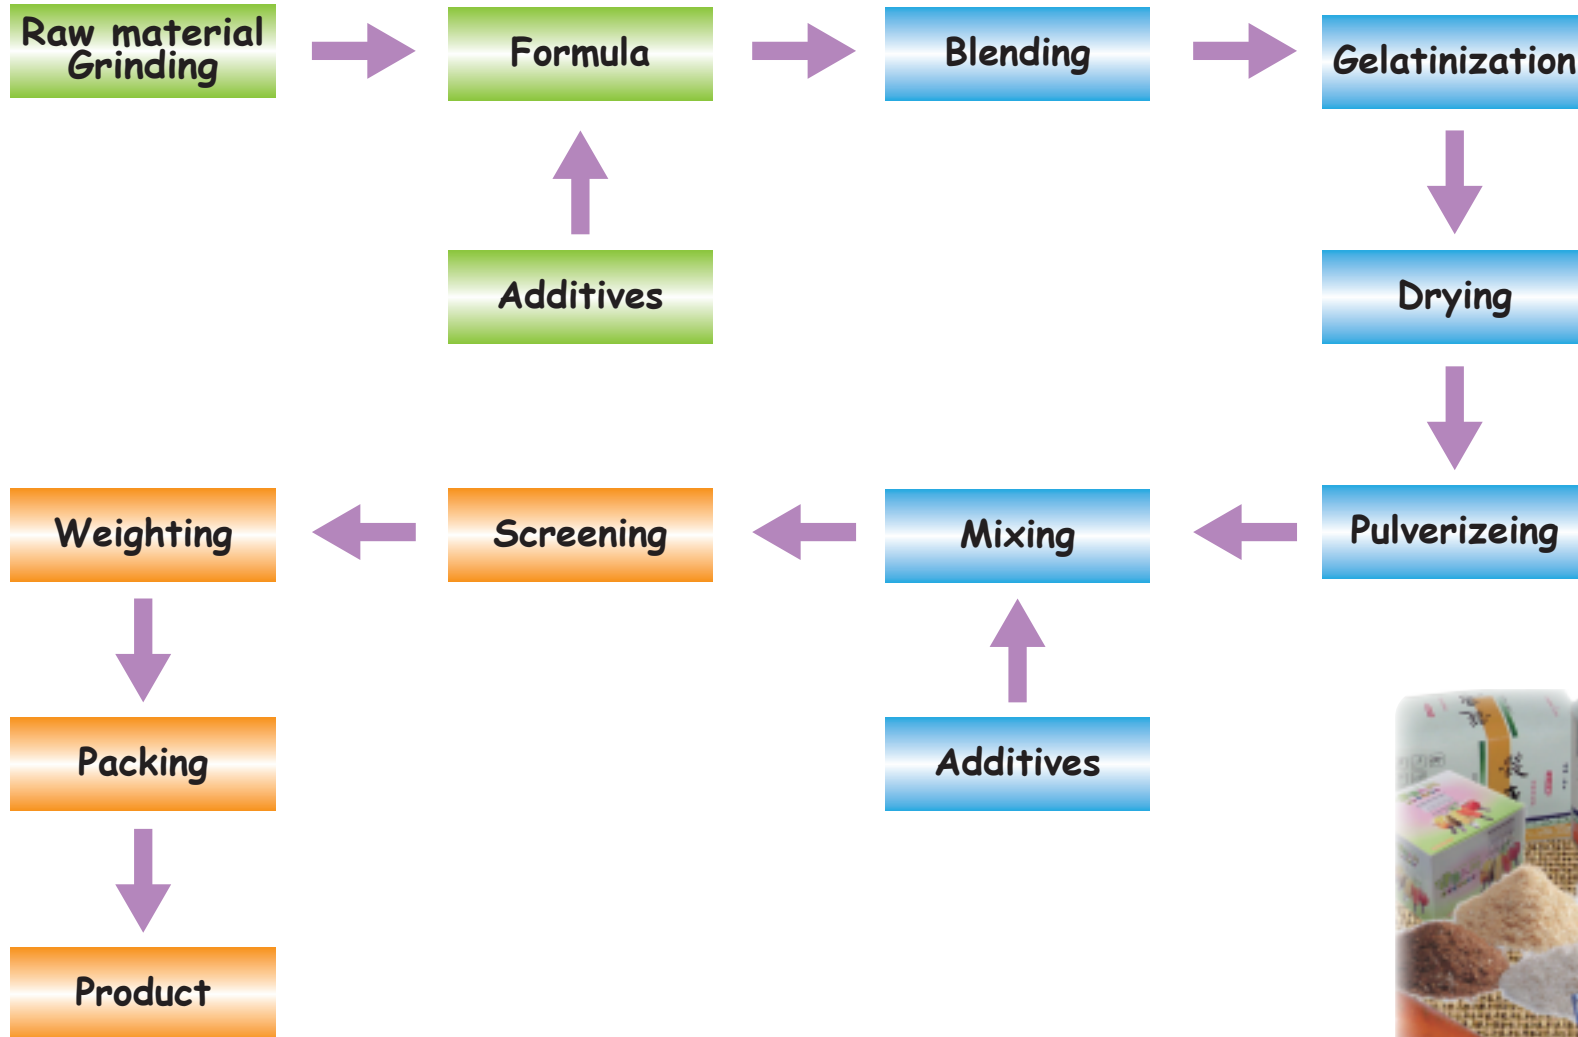 Raw material
Grinding
Formula
Blending
Gelatinization
Additives
Drying
Weighting
Screening
Mixing
Pulverizeing
Packing
Additives
Product